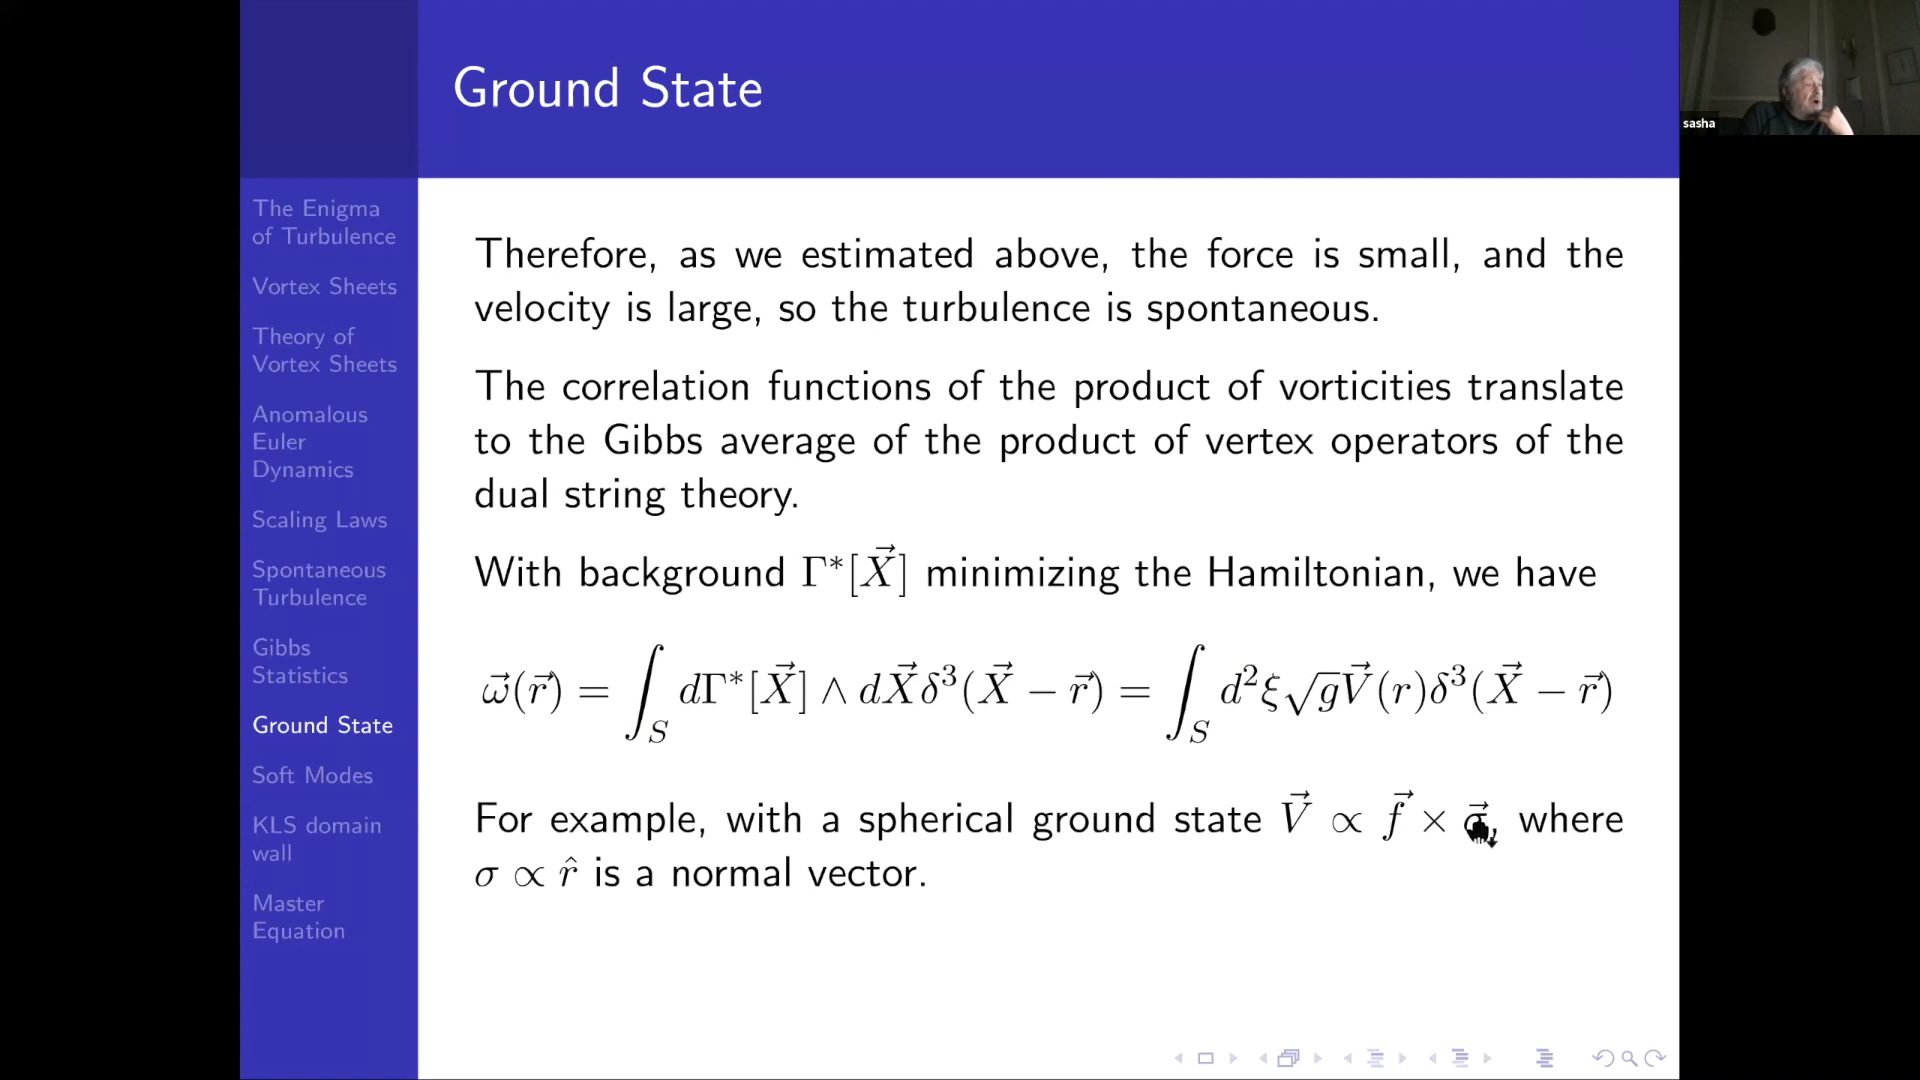 Ground State
sasha
The Enigma
of Turbulence
Vortex Sheets
Theory of
Vortex Sheets
Anomalous
Euler
Dynamics
Scaling Laws
Spontaneous
Turbulence
Gibbs
Statistics
Ground State
Soft Modes
KLS domain
wall
Master
Equation
Therefore, as we estimated above, the force is small, and the
velocity is large, so the turbulence is spontaneous.
The correlation functions of the product of vorticities translate
to the Gibbs average of the product of vertex operators of the
dual string theory.
With background Γ*[X⃗] minimizing the Hamiltonian, we have
ω⃗(r⃗) = ∫_S dΓ*[X⃗] ∧ dX⃗δ³(X⃗ − r⃗) = ∫_S d²ξ√gV⃗(r)δ³(X⃗ − r⃗)
For example, with a spherical ground state V⃗ ∝ f⃗ × σ⃗, where
σ ∝ r̂ is a normal vector.